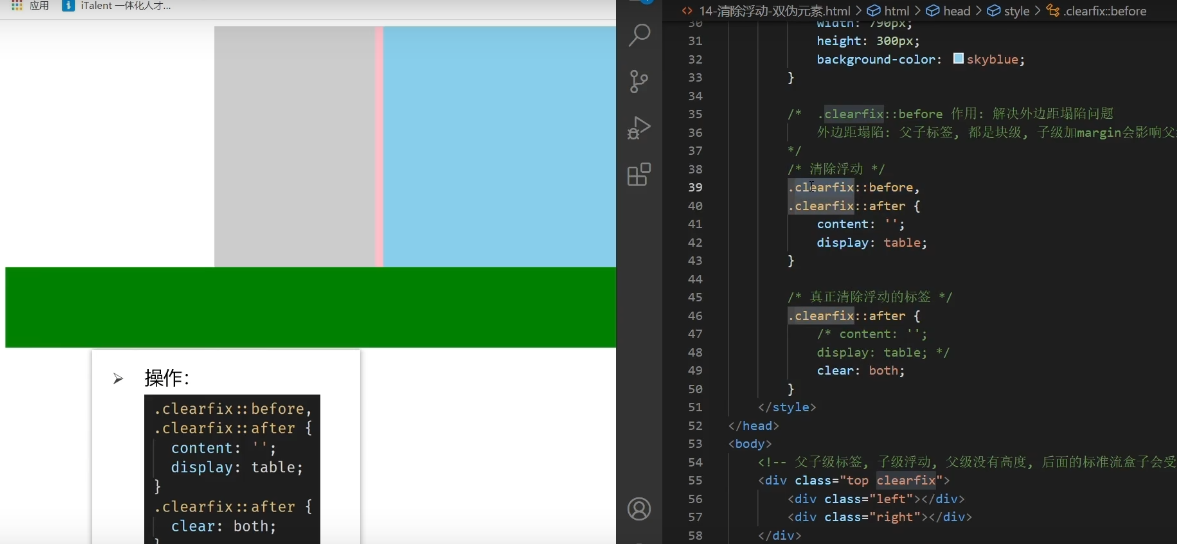 应用
iTalent 一体化人才...
操作：
.clearfix::before,
.clearfix::after {
content: '';
display: table;
}
.clearfix::after {
clear: both;
14-清除浮动-双伪元素.html > html > head > style > .clearfix::before
30 width: 790px;
31 height: 300px;
32 background-color: skyblue;
33 }
34
35 /* .clearfix::before 作用: 解决外边距塌陷问题
36 外边距塌陷: 父子标签, 都是块级, 子级加margin会影响父
37 */
38 /* 清除浮动 */
39 .clearfix::before,
40 .clearfix::after {
41 content: '';
42 display: table;
43 }
44
45 /* 真正清除浮动的标签 */
46 .clearfix::after {
47 /* content: '';
48 display: table; */
49 clear: both;
50 }
51 </style>
52 </head>
53 <body>
54 <!-- 父子级标签, 子级浮动, 父级没有高度, 后面的标准流盒子会受
55 <div class="top clearfix">
56 <div class="left"></div>
57 <div class="right"></div>
58 </div>